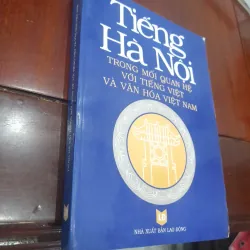 Tiếng
Hà Nội
TRONG MỐI QUAN HỆ
VỚI TIẾNG VIỆT
VÀ VĂN HÓA VIỆT NAM
NHÀ XUẤT BẢN LAO ĐỘNG